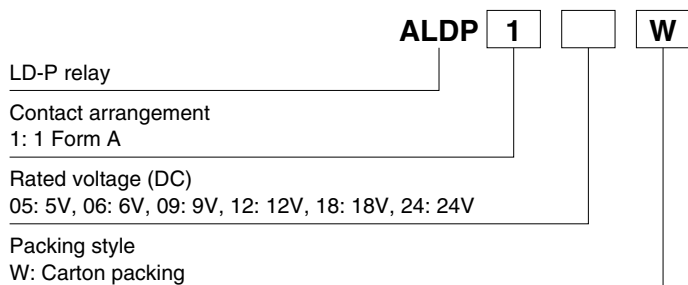 ALDP 1 W
LD-P relay
Contact arrangement
1: 1 Form A
Rated voltage (DC)
05: 5V, 06: 6V, 09: 9V, 12: 12V, 18: 18V, 24: 24V
Packing style
W: Carton packing